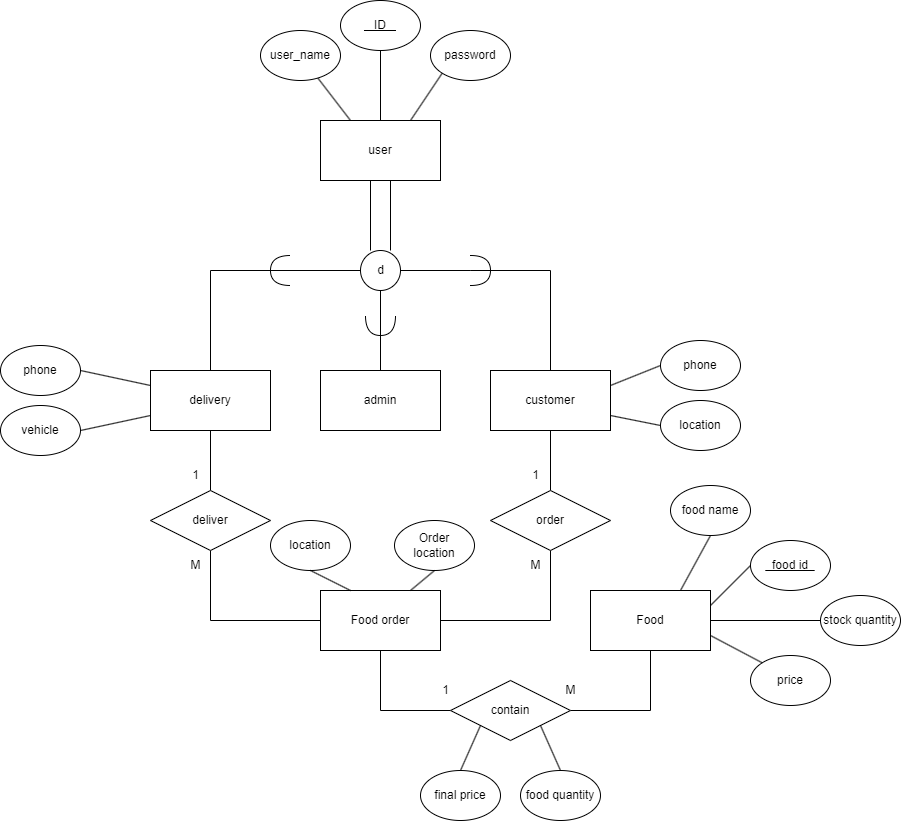 ID
user_name
password
user
d
phone
delivery
admin
customer
phone
vehicle
location
1
1
deliver
order
food name
location
Order
location
M
M
food id
Food order
Food
stock quantity
price
1
M
contain
final price
food quantity